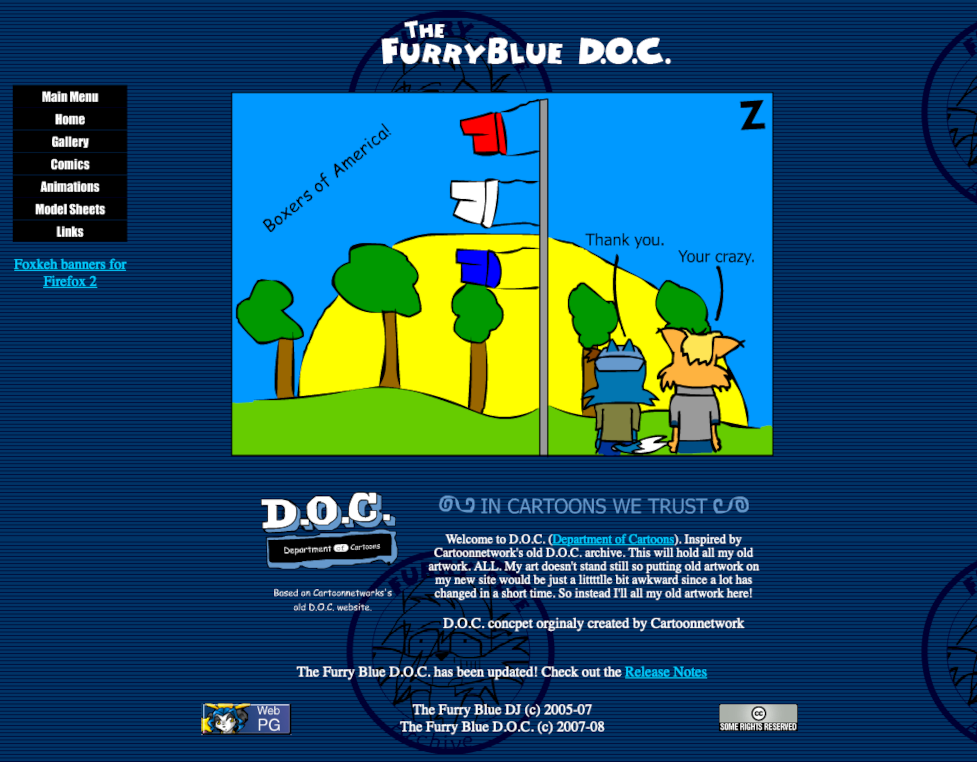 The
FurryBlue D.O.C.
Main Menu
Home
Gallery
Comics
Animations
Model Sheets
Links
Foxkeh banners for
Firefox 2
Boxers of America!
Z
Thank you.
Your crazy.
D.O.C.
Department of Cartoons
Based on Cartoonetworks's
old D.O.C. website.
IN CARTOONS WE TRUST
Welcome to D.O.C. (Department of Cartoons). Inspired by
Cartoonnetwork's old D.O.C. archive. This will hold all my old
artwork. ALL. My art doesn't stand still so putting old artwork on
my new site would be just a litttttle bit awkward since a lot has
changed in a short time. So instead I'll all my old artwork here!
D.O.C. concpet orginaly created by Cartoonnetwork
The Furry Blue D.O.C. has been updated! Check out the Release Notes
Web
PG
The Furry Blue DJ (c) 2005-07
The Furry Blue D.O.C. (c) 2007-08
cc
SOME RIGHTS RESERVED